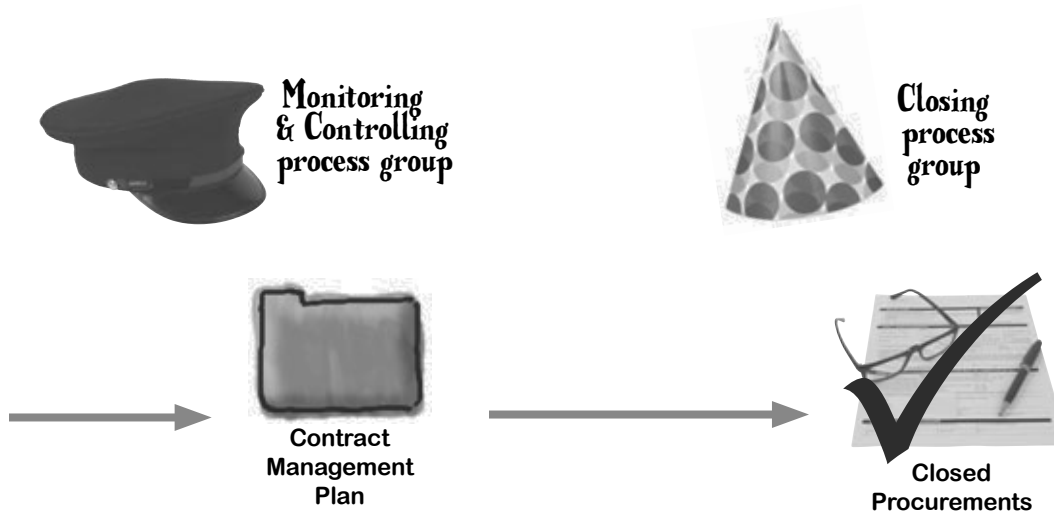 Monitoring
& Controlling
process group
Closing
process
group
Contract
Management
Plan
Closed
Procurements